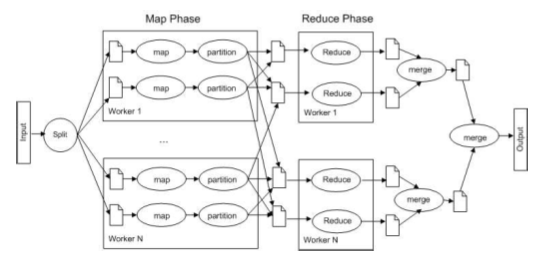 Map Phase
Reduce Phase
Input
Split
map
partition
map
partition
Worker 1
...
map
partition
map
partition
Worker N
Reduce
Reduce
Worker 1
Reduce
Reduce
Worker N
merge
merge
merge
Output